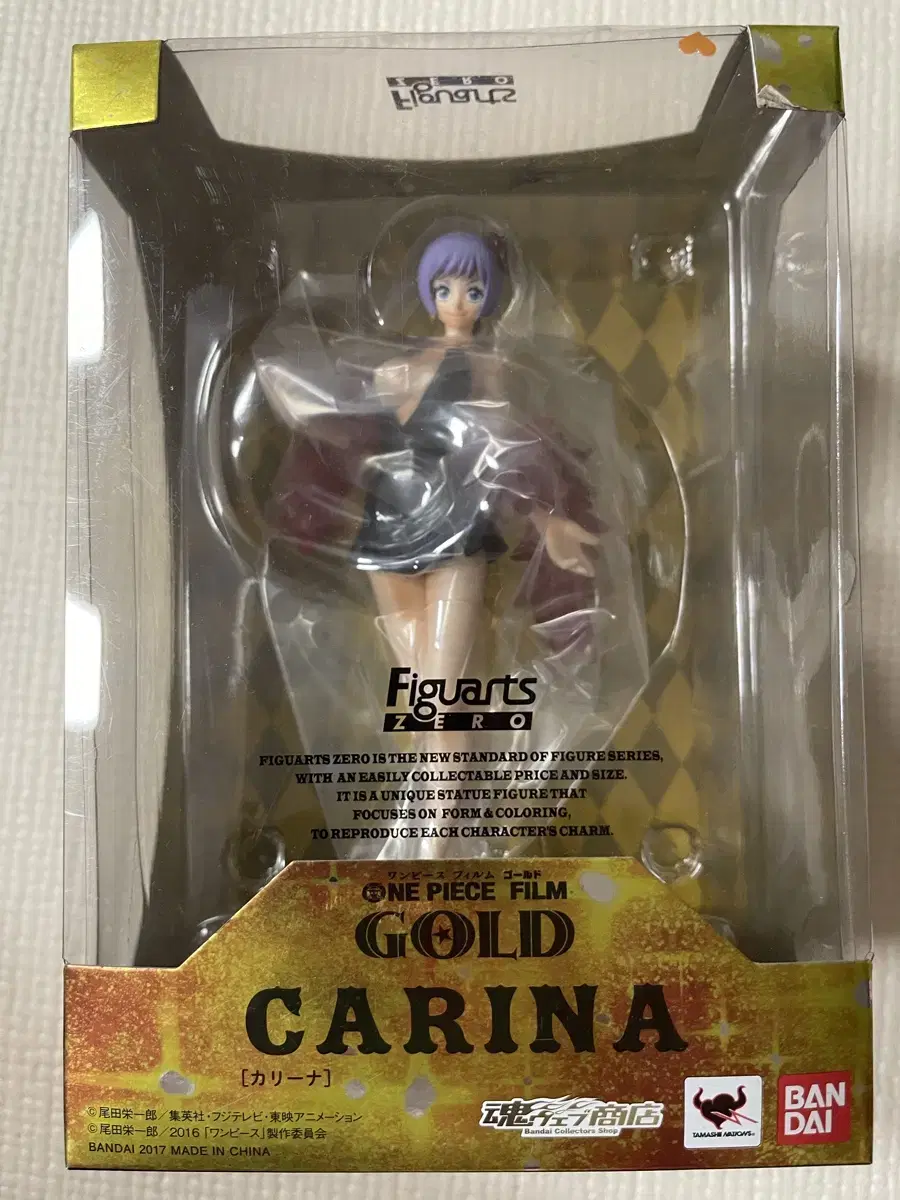 Figuarts
ZERO
Figuarts
ZERO
FIGUARTS ZERO IS THE NEW STANDARD OF FIGURE SERIES,
WITH AN EASILY COLLECTABLE PRICE AND SIZE.
IT IS A UNIQUE STATUE FIGURE THAT
FOCUSES ON FORM & COLORING,
TO REPRODUCE EACH CHARACTER'S CHARM.
ワンピース フィルム ゴールド
ONE PIECE FILM
GOLD
CARINA
[カリーナ]
©尾田栄一郎/集英社・フジテレビ・東映アニメーション
©尾田栄一郎/2016「ワンピース」製作委員会
BANDAI 2017 MADE IN CHINA
魂ウェブ商店
Bandai Collectors Shop
TAMASHII NATIONS
BAN
DAI